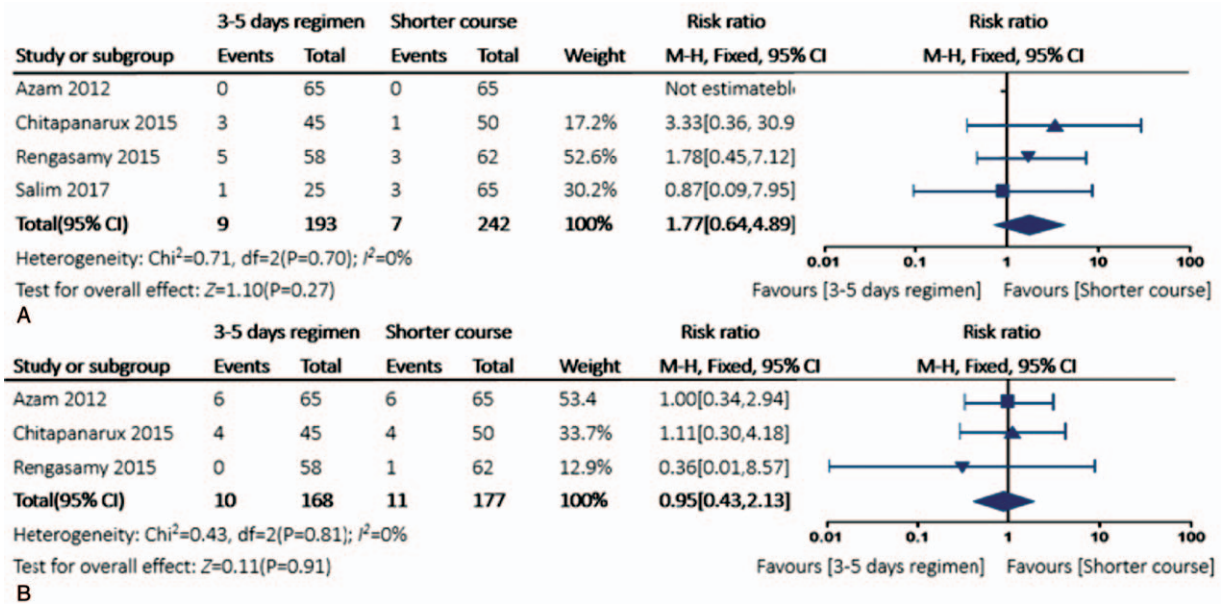 3-5 days regimen Shorter course Risk ratio Risk ratio
Study or subgroup Events Total Events Total Weight M-H, Fixed, 95% CI M-H, Fixed, 95% CI
Azam 2012 0 65 0 65 Not estimatebl
Chitapanarux 2015 3 45 1 50 17.2% 3.33[0.36, 30.9
Rengasamy 2015 5 58 3 62 52.6% 1.78[0.45,7.12]
Salim 2017 1 25 3 65 30.2% 0.87[0.09,7.95]
Total(95% CI) 9 193 7 242 100% 1.77[0.64,4.89]
Heterogeneity: Chi²=0.71, df=2(P=0.70); I²=0%
0.01 0.1 1 10 100
Test for overall effect: Z=1.10(P=0.27)
Favours [3-5 days regimen] Favours [Shorter course]
A
3-5 days regimen Shorter course Risk ratio Risk ratio
Study or subgroup Events Total Events Total Weight M-H, Fixed, 95% CI M-H, Fixed, 95% CI
Azam 2012 6 65 6 65 53.4 1.00[0.34,2.94]
Chitapanarux 2015 4 45 4 50 33.7% 1.11[0.30,4.18]
Rengasamy 2015 0 58 1 62 12.9% 0.36[0.01,8.57]
Total(95% CI) 10 168 11 177 100% 0.95[0.43,2.13]
Heterogeneity: Chi²=0.43, df=2(P=0.81); I²=0%
0.01 0.1 1 10 100
Test for overall effect: Z=0.11(P=0.91)
Favours [3-5 days regimen] Favours [Shorter course]
B